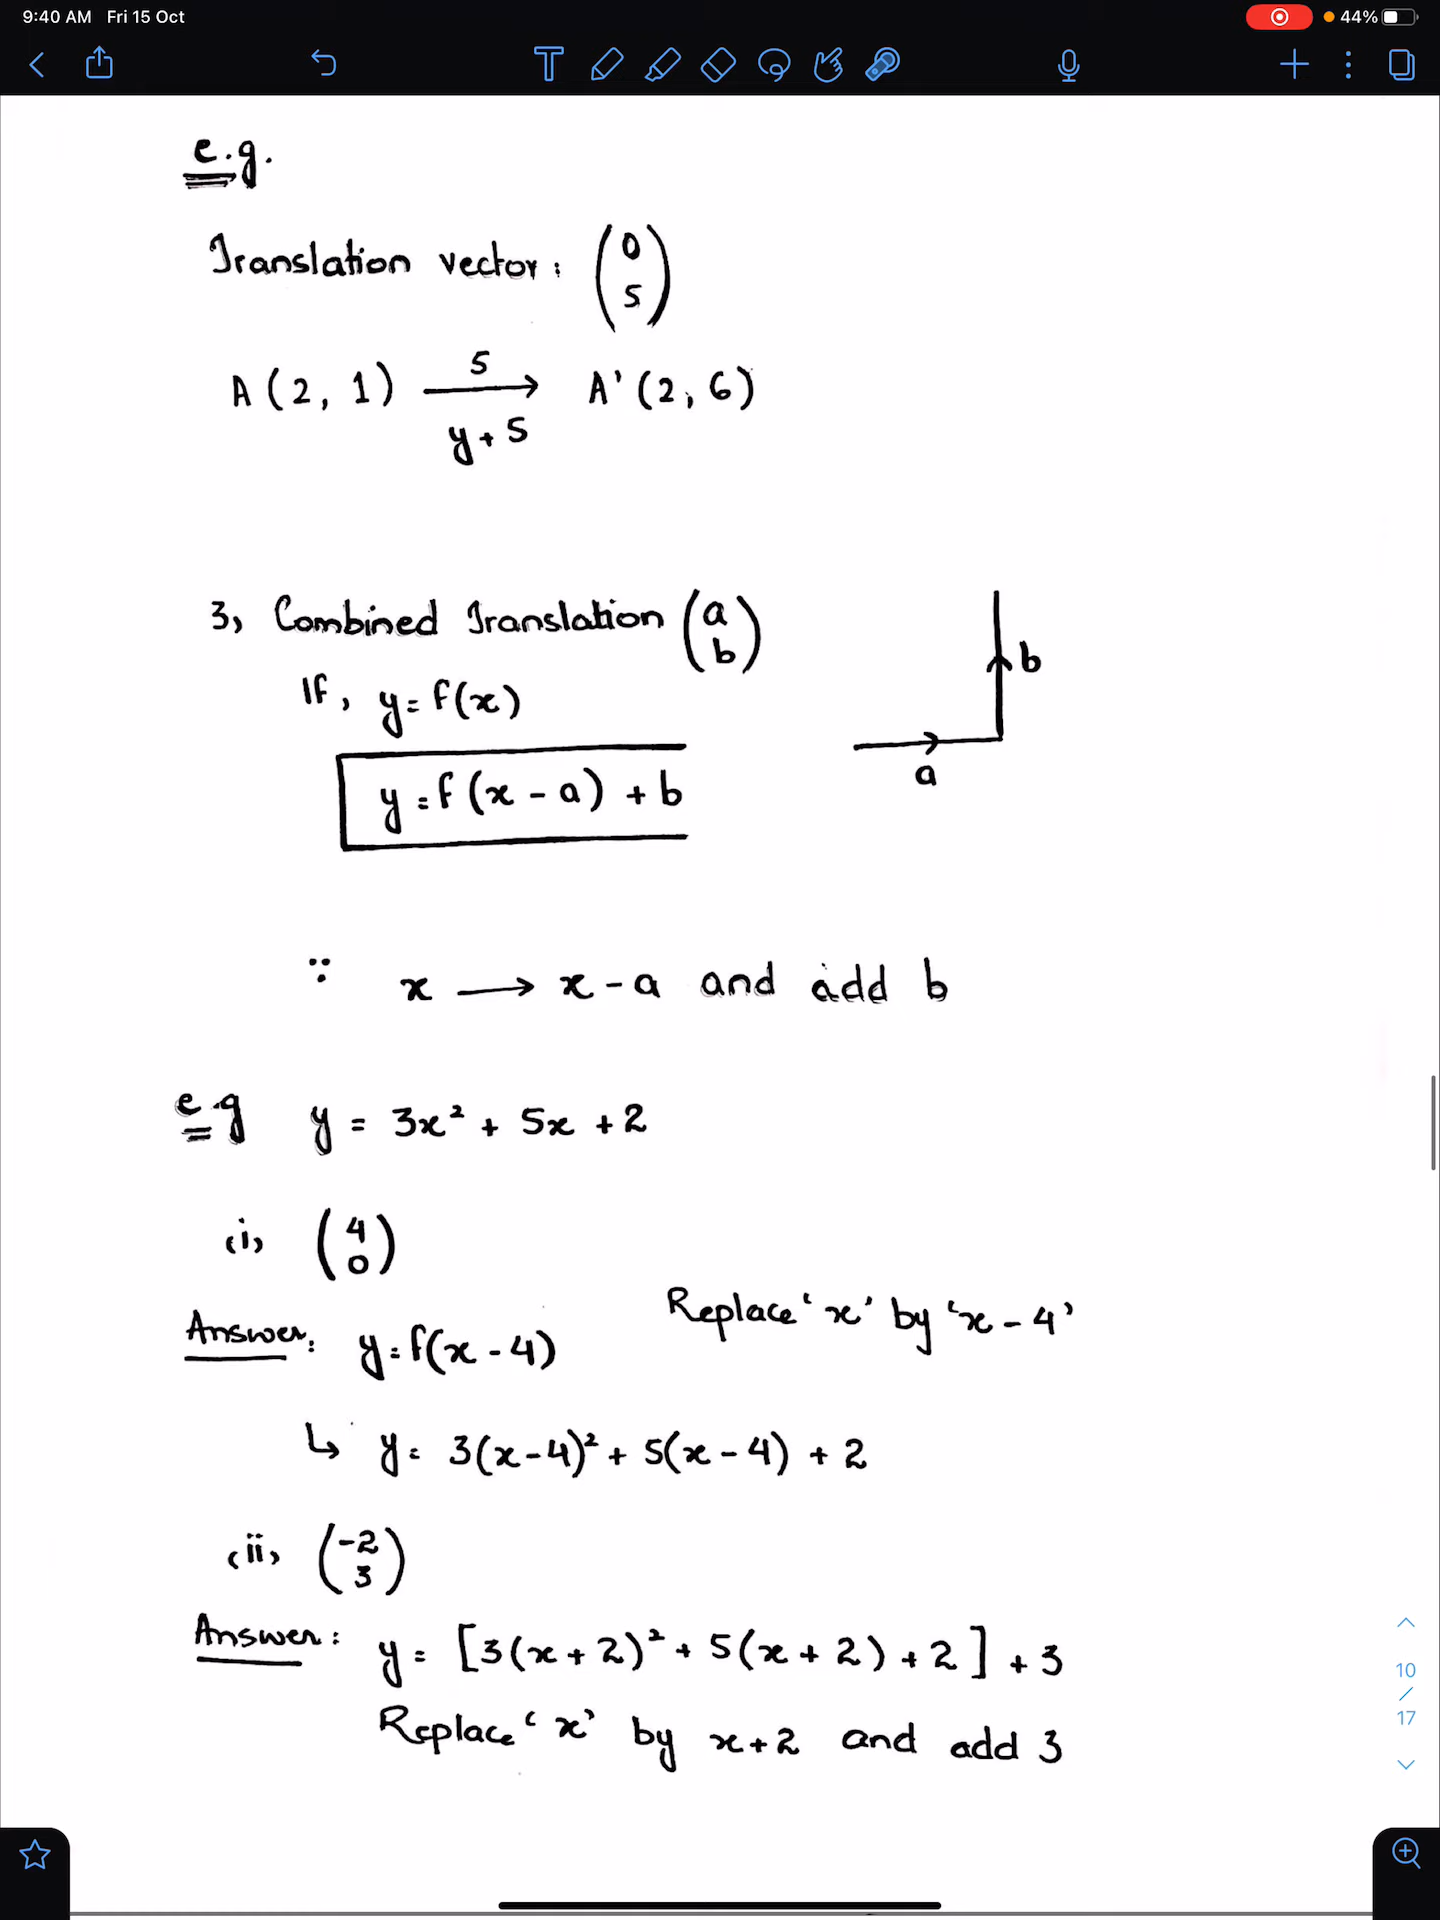 9:40 AM Fri 15 Oct 44%
e.g.
Translation vector: (0 5)
A (2, 1) 5 → y+5 A' (2, 6)
3, Combined Translation (a b)
If, y = f(x)
y = f(x - a) + b
b
a
∵ x → x - a and add b
e.g y = 3x² + 5x + 2
(i) (4 0)
Answer: y = f(x - 4) Replace 'x' by 'x - 4'
↳ y = 3(x-4)² + 5(x-4) + 2
(ii) (-2 3)
Answer: y = [3(x+2)² + 5(x+2) + 2] + 3
Replace 'x' by x+2 and add 3
10
/
17